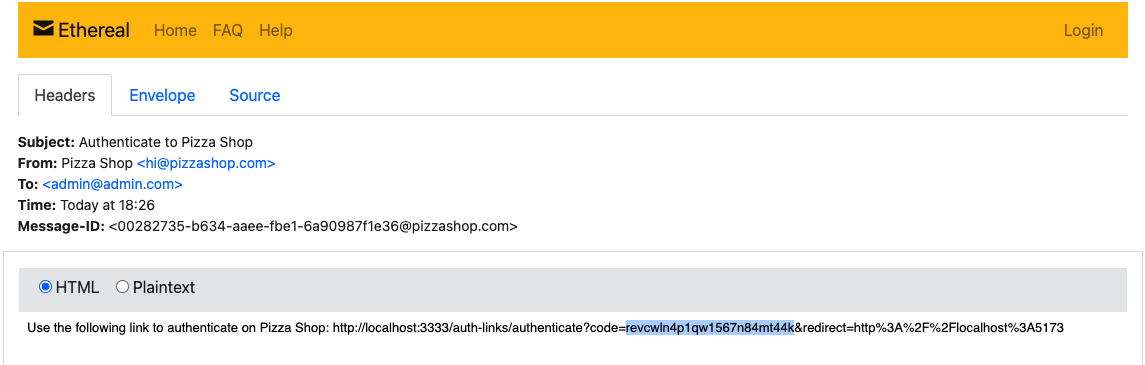 Ethereal Home FAQ Help Login
Headers Envelope Source
Subject: Authenticate to Pizza Shop
From: Pizza Shop <hi@pizzashop.com>
To: <admin@admin.com>
Time: Today at 18:26
Message-ID: <00282735-b634-aaee-fbe1-6a90987f1e36@pizzashop.com>
HTML Plaintext
Use the following link to authenticate on Pizza Shop: http://localhost:3333/auth-links/authenticate?code=revcwln4p1qw1567n84mt44k&redirect=http%3A%2F%2Flocalhost%3A5173